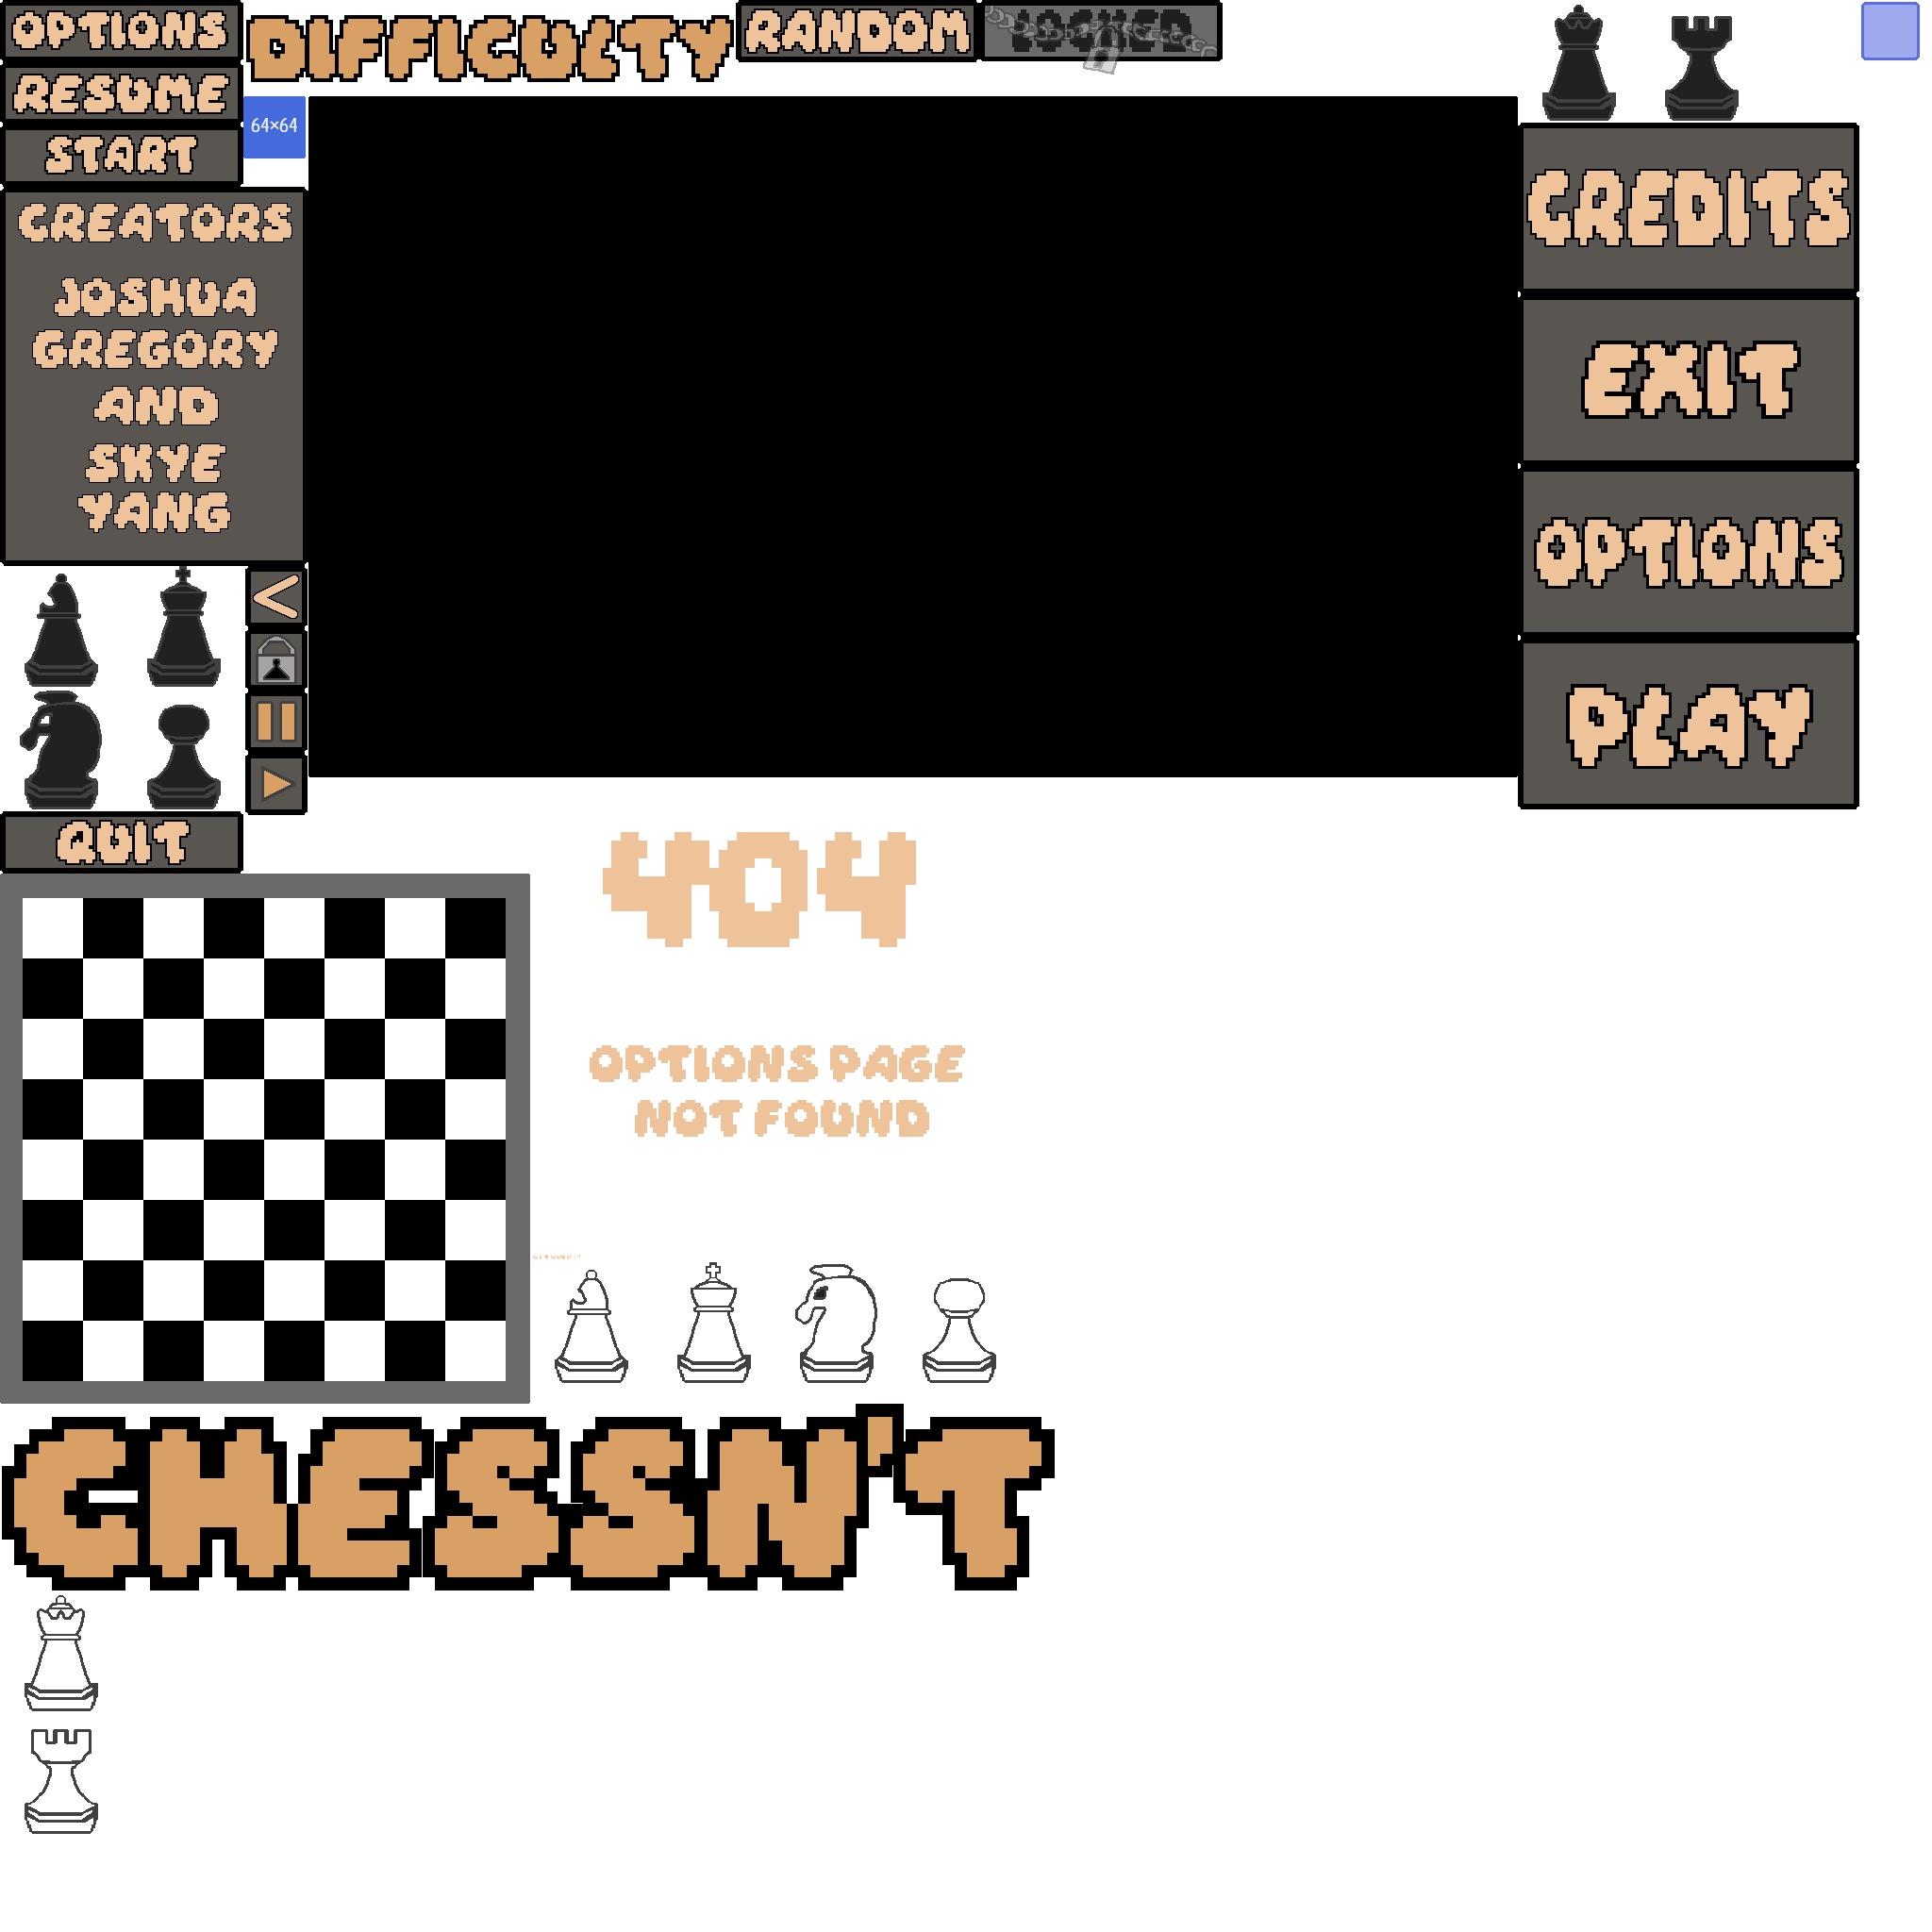 OPTIONS
DIFFICULTY
RANDOM
RESUME
64×64
START
CREATORS
JOSHUA
GREGORY
AND
SKYE
YANG
CREDITS
EXIT
OPTIONS
PLAY
<
QUIT
404
OPTIONS PAGE
NOT FOUND
CHESSN'T